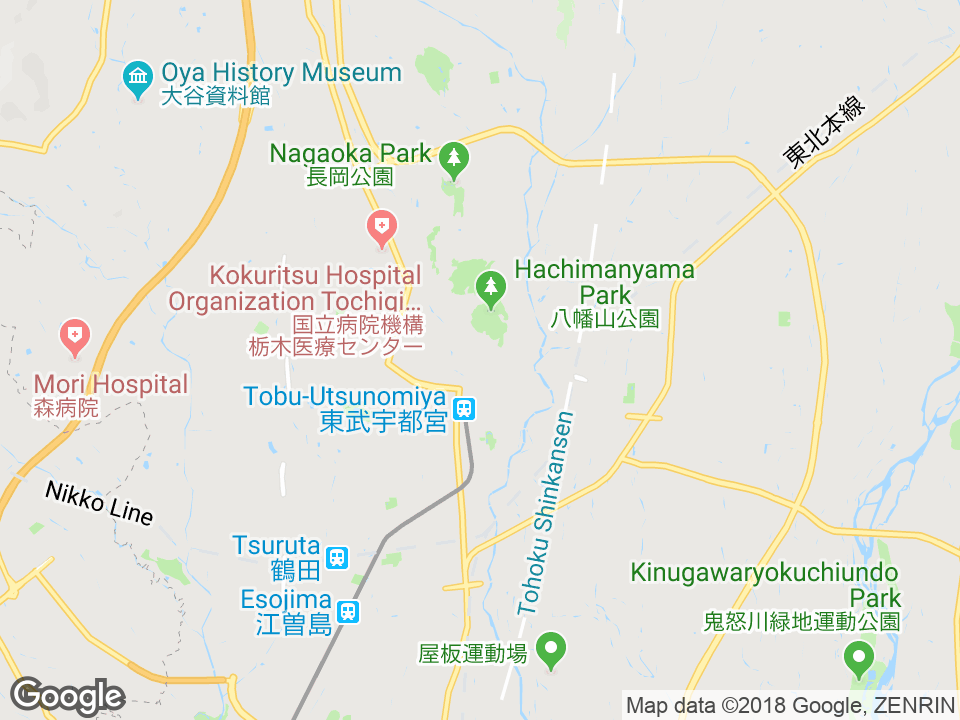 Oya History Museum
大谷資料館
東北本線
Nagaoka Park
長岡公園
Kokuritsu Hospital
Organization Tochigi...
国立病院機構
栃木医療センター
Hachimanyama
Park
八幡山公園
Mori Hospital
森病院
Tobu-Utsunomiya
東武宇都宮
Tohoku Shinkansen
Nikko Line
Tsuruta
鶴田
Esojima
江曽島
Kinugawaryokuchiundo
Park
鬼怒川緑地運動公園
屋板運動場
Google
Map data ©2018 Google, ZENRIN